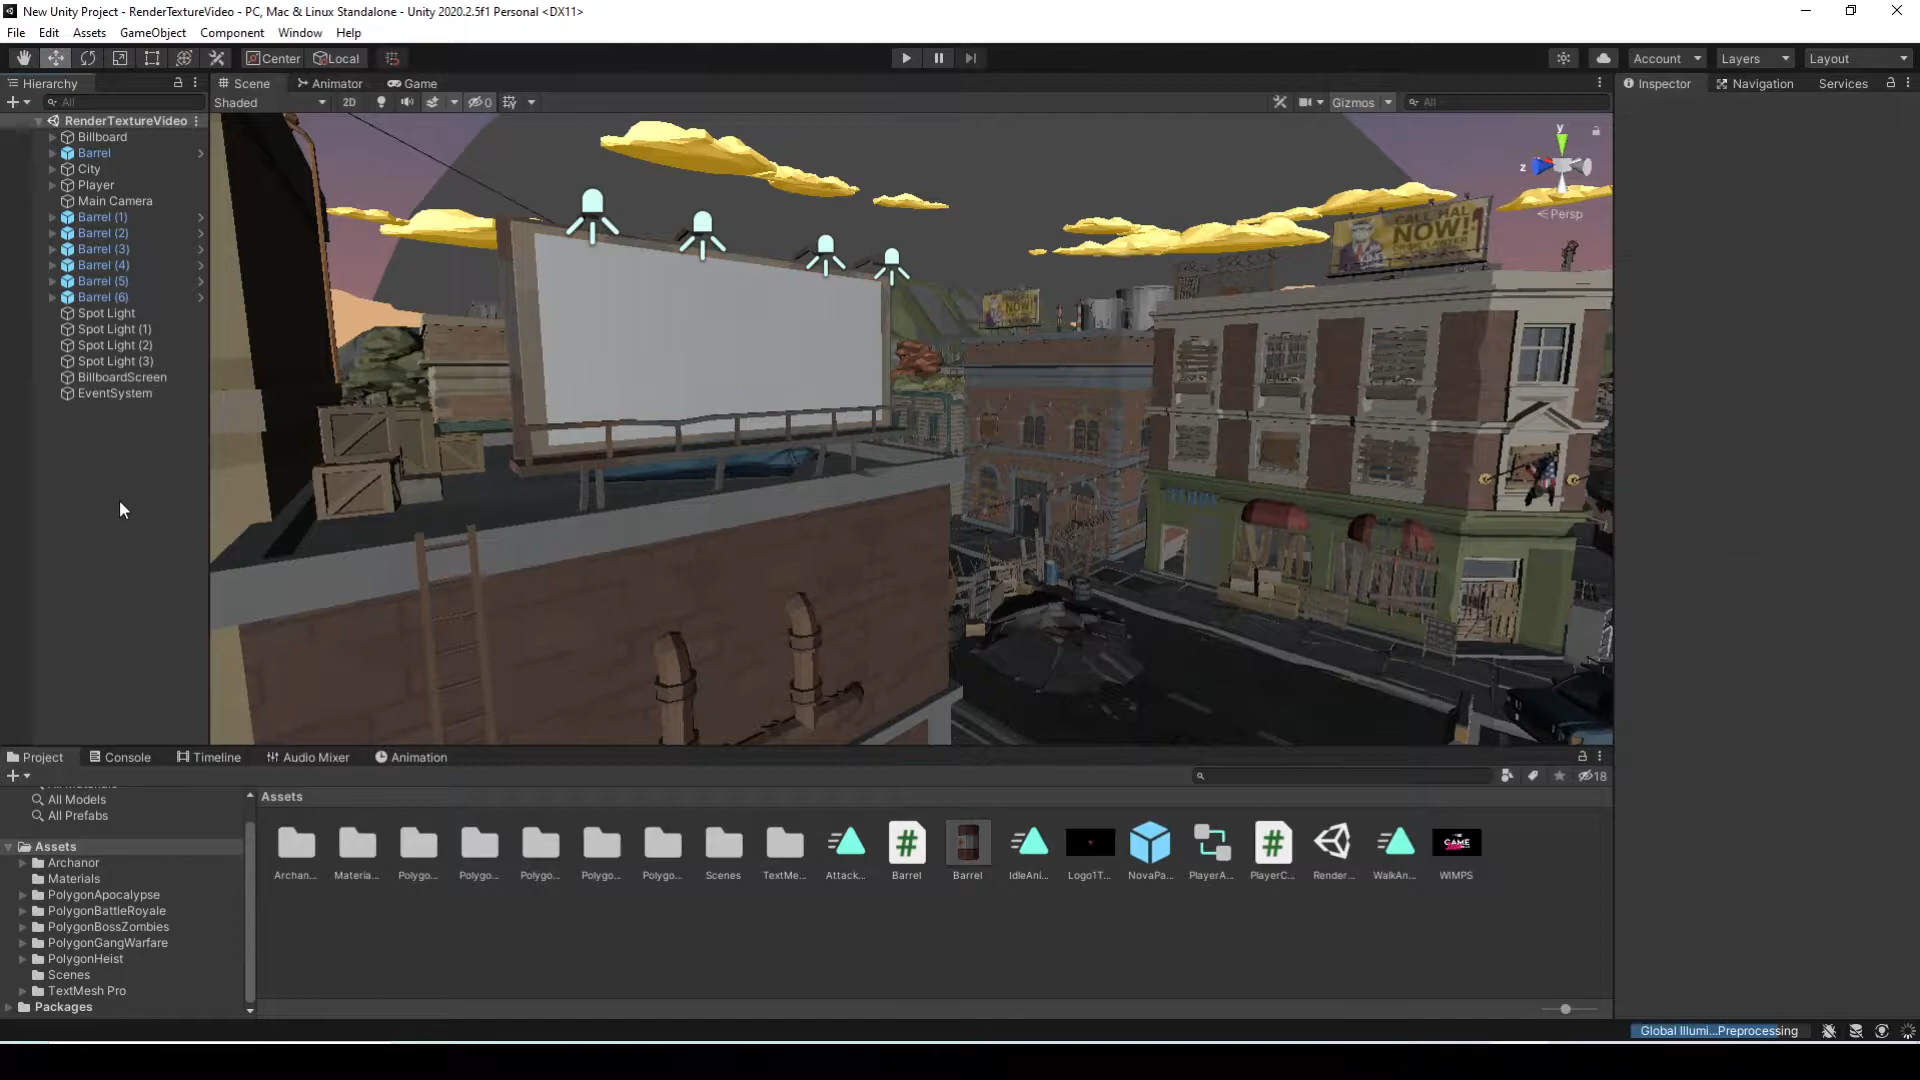 New Unity Project - RenderTextureVideo - PC, Mac & Linux Standalone - Unity 2020.2.5f1 Personal <DX11>
File Edit Assets GameObject Component Window Help
Center Local Account Layers Layout
Hierarchy Scene Animator Game Inspector Navigation Services
All Shaded 2D 0 Gizmos All
RenderTextureVideo
Billboard
Barrel
City
Player
Main Camera
Barrel (1)
Barrel (2)
Barrel (3)
Barrel (4)
Barrel (5)
Barrel (6)
Spot Light
Spot Light (1)
Spot Light (2)
Spot Light (3)
BillboardScreen
EventSystem
y
z
Persp
CALL HAL
NOW!
Project Console Timeline Audio Mixer Animation
18
All Models
All Prefabs
Assets
Archanor
Materials
PolygonApocalypse
PolygonBattleRoyale
PolygonBossZombies
PolygonGangWarfare
PolygonHeist
Scenes
TextMesh Pro
Packages
Assets
GAME
Archan... Materia... Polygo... Polygo... Polygo... Polygo... Polygo... Scenes TextMe... Attack... Barrel Barrel IdleAni... Logo1T... NovaPa... PlayerA... PlayerC... Render... WalkAn... WIMPS
Global Illumi...Preprocessing